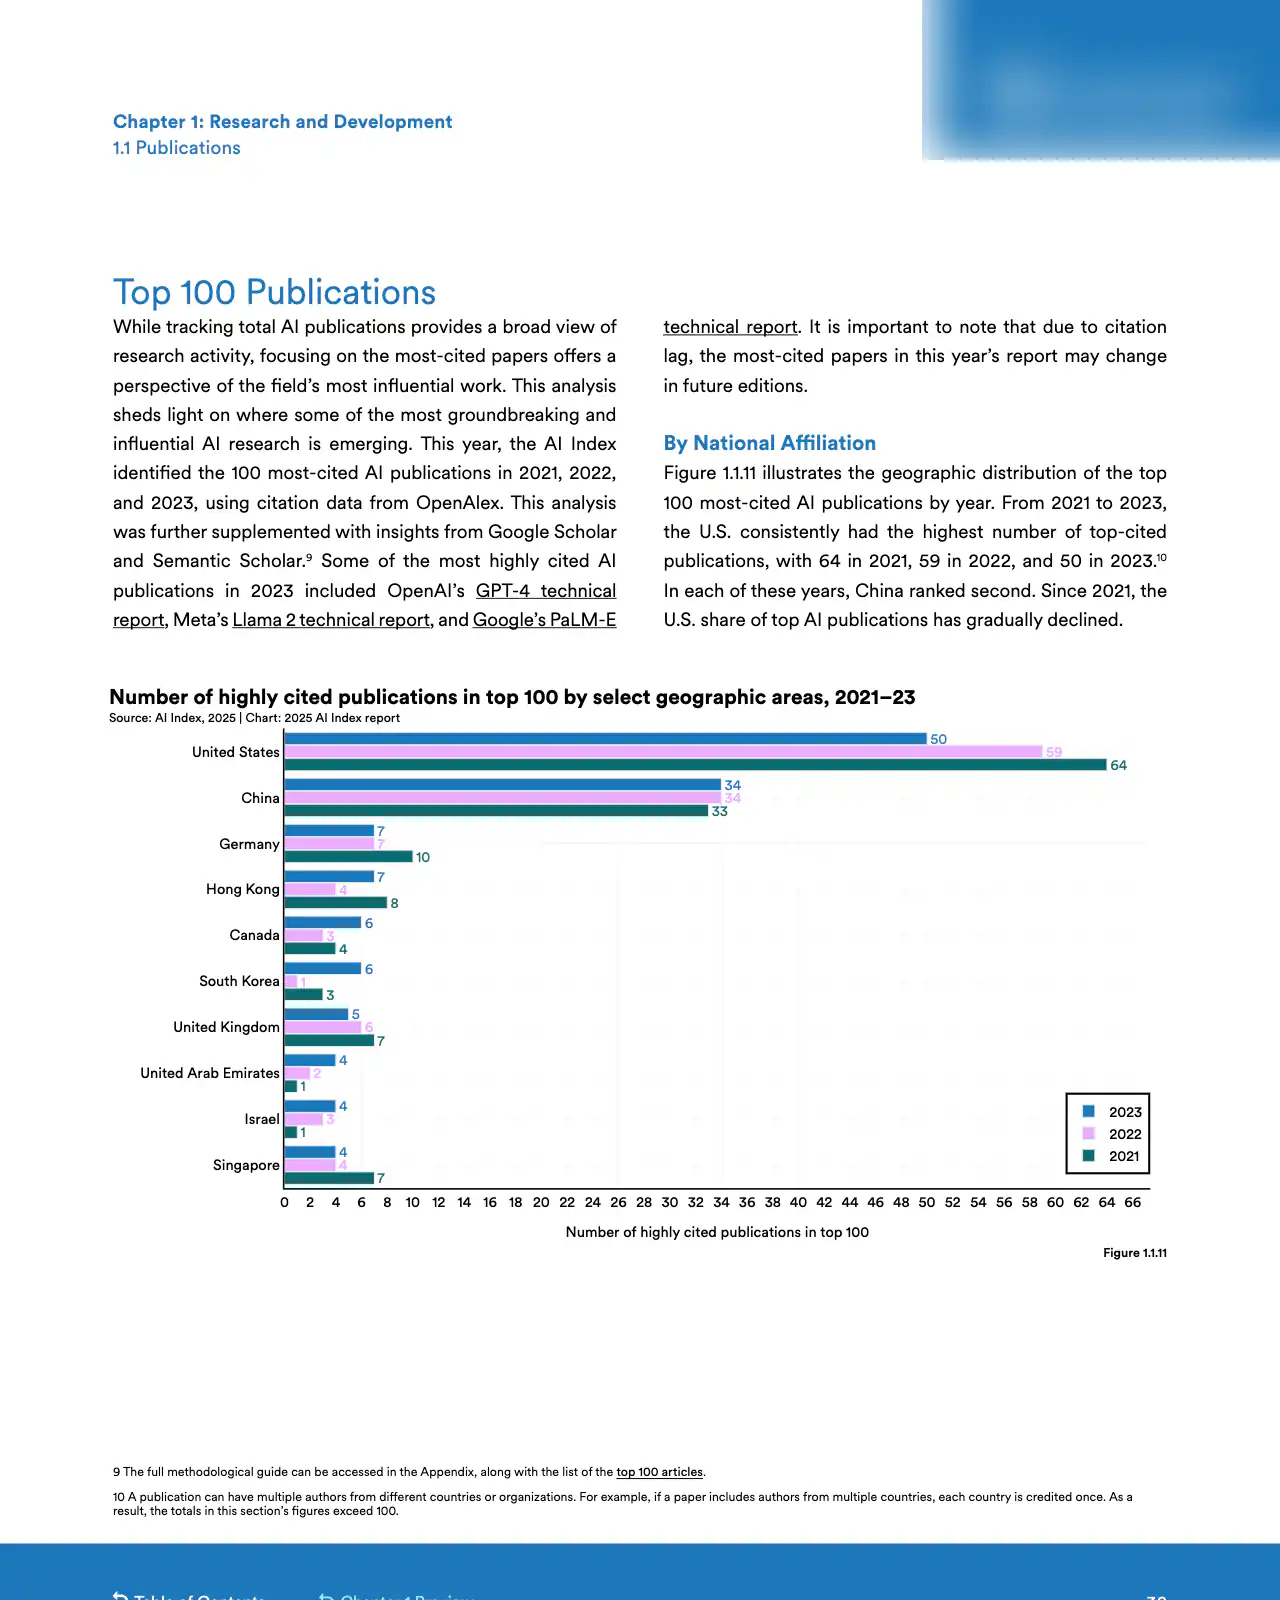 Chapter 1: Research and Development
1.1 Publications
Top 100 Publications
While tracking total AI publications provides a broad view of
research activity, focusing on the most-cited papers offers a
perspective of the field's most influential work. This analysis
sheds light on where some of the most groundbreaking and
influential AI research is emerging. This year, the AI Index
identified the 100 most-cited AI publications in 2021, 2022,
and 2023, using citation data from OpenAlex. This analysis
was further supplemented with insights from Google Scholar
and Semantic Scholar.⁹ Some of the most highly cited AI
publications in 2023 included OpenAI's GPT-4 technical
report, Meta's Llama 2 technical report, and Google's PaLM-E
technical report. It is important to note that due to citation
lag, the most-cited papers in this year's report may change
in future editions.
By National Affiliation
Figure 1.1.11 illustrates the geographic distribution of the top
100 most-cited AI publications by year. From 2021 to 2023,
the U.S. consistently had the highest number of top-cited
publications, with 64 in 2021, 59 in 2022, and 50 in 2023.¹⁰
In each of these years, China ranked second. Since 2021, the
U.S. share of top AI publications has gradually declined.
Number of highly cited publications in top 100 by select geographic areas, 2021–23
Source: AI Index, 2025 | Chart: 2025 AI Index report
50
United States 59
64
34
China 34
33
7
Germany 7
10
7
Hong Kong 4
8
6
Canada 3
4
6
South Korea 1
3
5
United Kingdom 6
7
4
United Arab Emirates 2
1
4
Israel 3
1
4
Singapore 4
7
2023
2022
2021
0 2 4 6 8 10 12 14 16 18 20 22 24 26 28 30 32 34 36 38 40 42 44 46 48 50 52 54 56 58 60 62 64 66
Number of highly cited publications in top 100
Figure 1.1.11
9 The full methodological guide can be accessed in the Appendix, along with the list of the top 100 articles.
10 A publication can have multiple authors from different countries or organizations. For example, if a paper includes authors from multiple countries, each country is credited once. As a
result, the totals in this section's figures exceed 100.
Table of Contents Chapter 1 Preview